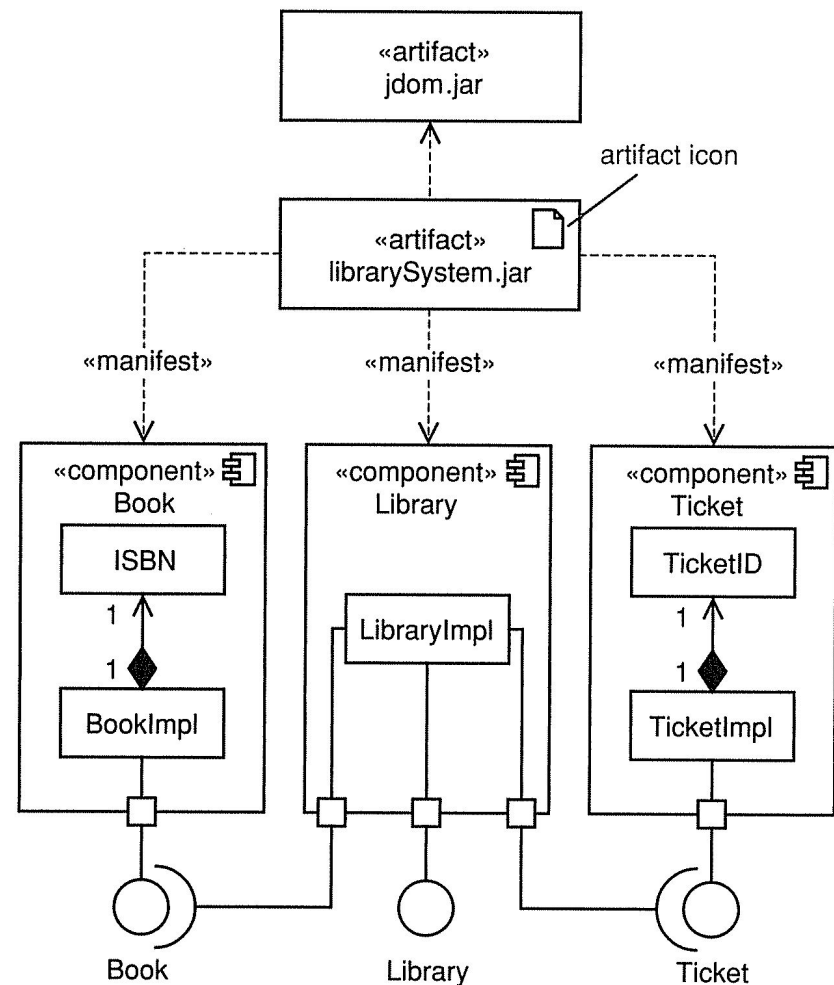 «artifact»
jdom.jar
artifact icon
«artifact»
librarySystem.jar
«manifest»
«manifest»
«manifest»
«component»
Book
ISBN
1
1
BookImpl
«component»
Library
LibraryImpl
«component»
Ticket
TicketID
1
1
TicketImpl
Book
Library
Ticket